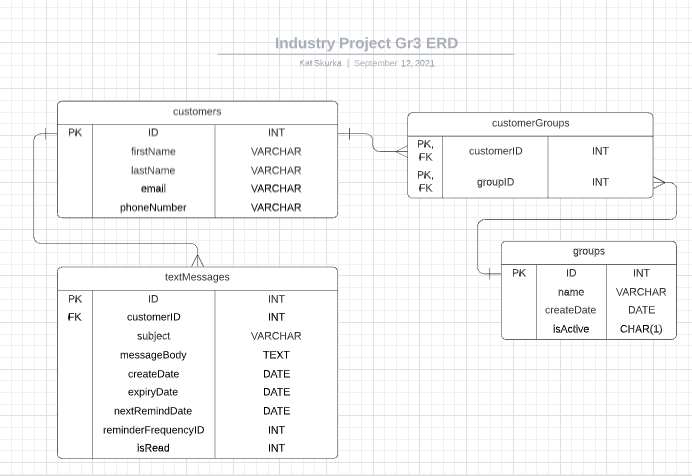 Industry Project Gr3 ERD
Kat Skurka | September 12, 2021
customers
PK ID INT
firstName VARCHAR
lastName VARCHAR
email VARCHAR
phoneNumber VARCHAR
customerGroups
PK, FK customerID INT
PK, FK groupID INT
groups
PK ID INT
name VARCHAR
createDate DATE
isActive CHAR(1)
textMessages
PK ID INT
FK customerID INT
subject VARCHAR
messageBody TEXT
createDate DATE
expiryDate DATE
nextRemindDate DATE
reminderFrequencyID INT
isRead INT